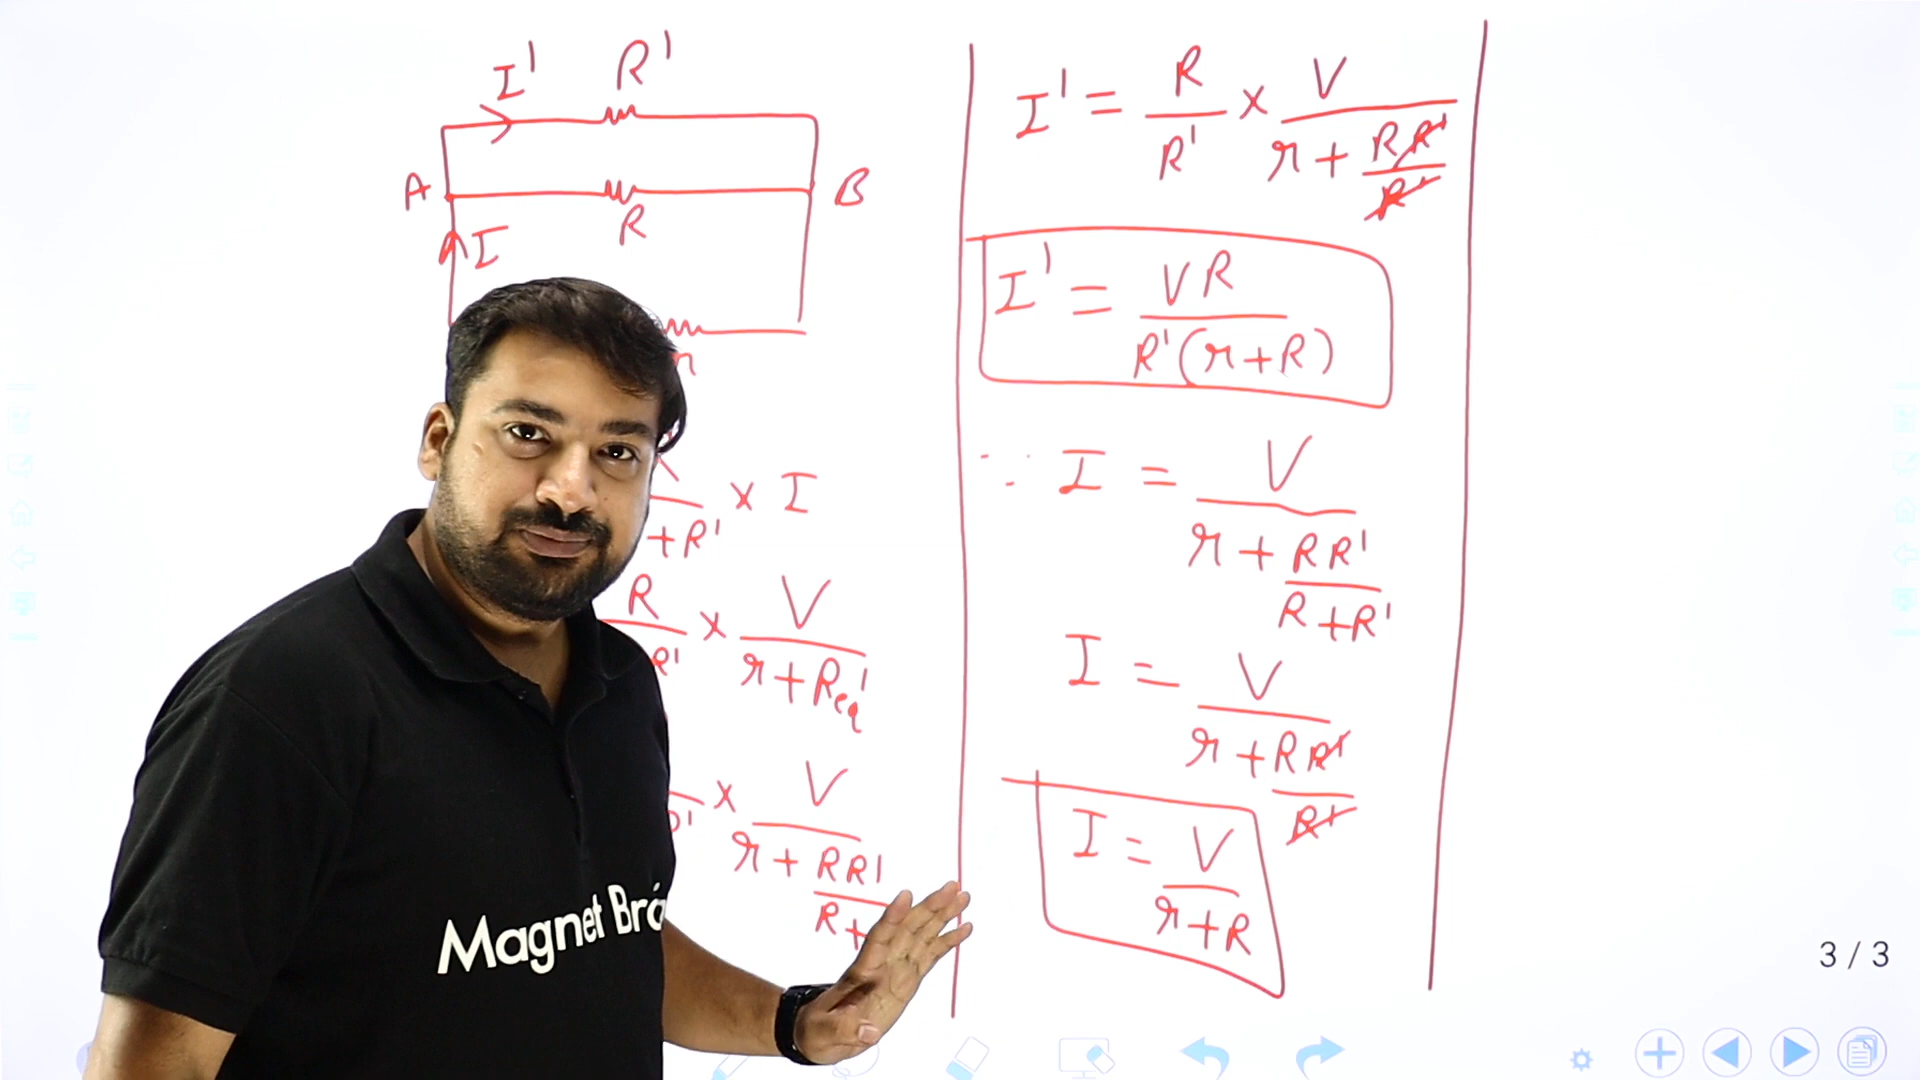 I' R'
A B
R
I
r
× I
+R'
R/R' × V/(r+Req')
× V/(r + RR'/(R+
I' = R/R' × V/(r + RR'/R')
I' = VR/(R'(r+R))
∵ I = V/(r + RR'/(R+R'))
I = V/(r + RR'/R')
I = V/(r+R)
Magnet Bra
3 / 3